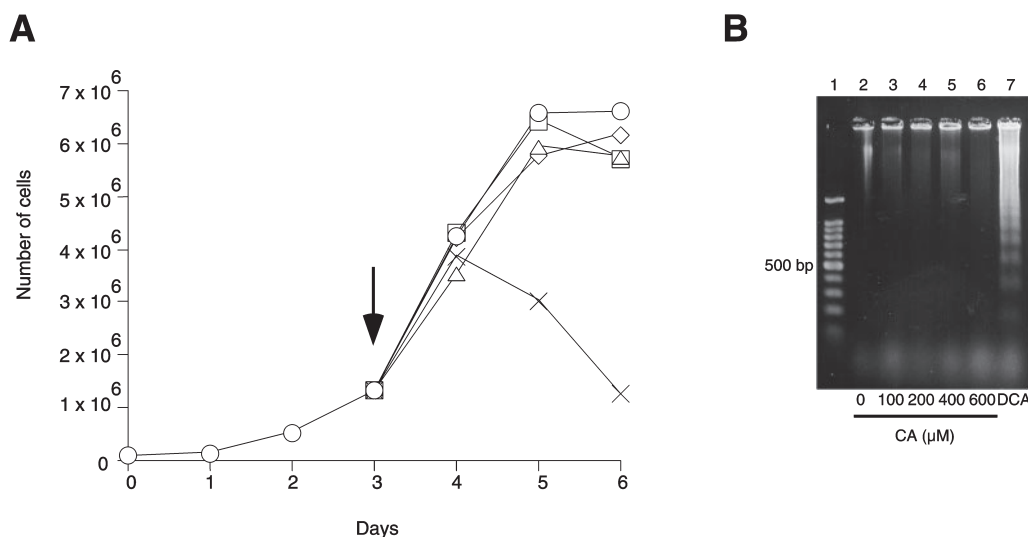 A
B
7 x 10 6
6 x 10 6
5 x 10 6
4 x 10 6
3 x 10 6
2 x 10 6
1 x 10 6
0
Number of cells
0 1 2 3 4 5 6
Days
1 2 3 4 5 6 7
500 bp
0 100 200 400 600 DCA
CA (µM)